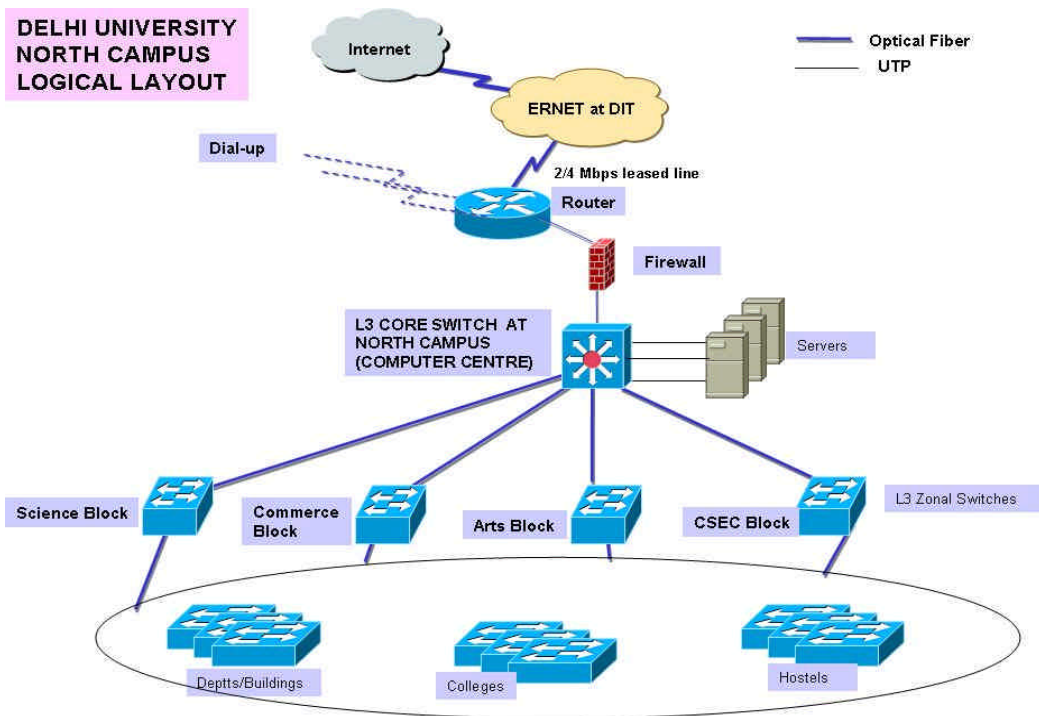 DELHI UNIVERSITY
NORTH CAMPUS
LOGICAL LAYOUT
Internet
Optical Fiber
UTP
ERNET at DIT
Dial-up
2/4 Mbps leased line
Router
Firewall
L3 CORE SWITCH AT
NORTH CAMPUS
(COMPUTER CENTRE)
Servers
Science Block
Commerce
Block
Arts Block
CSEC Block
L3 Zonal Switches
Deptts/Buildings
Colleges
Hostels